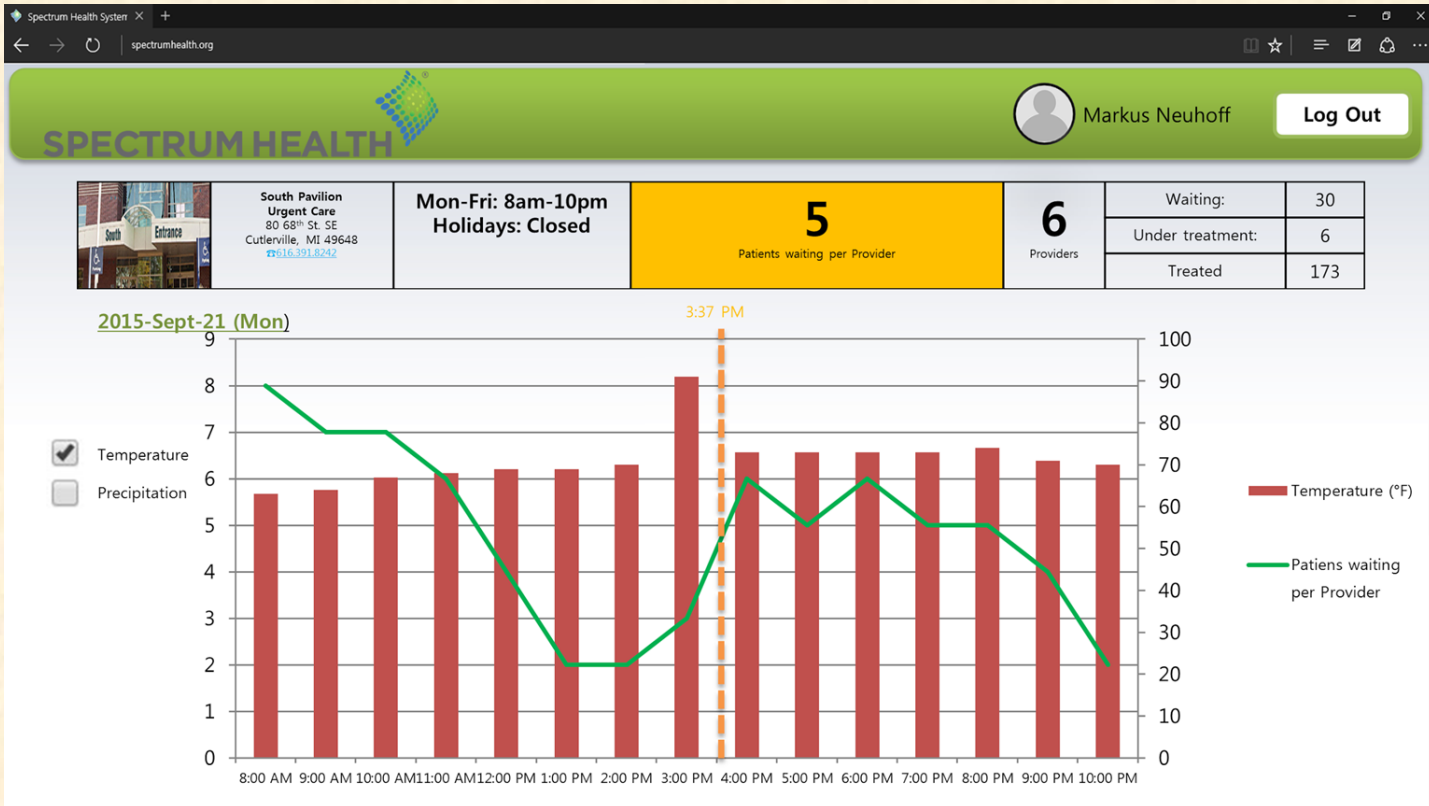 Spectrum Health System
spectrumhealth.org
SPECTRUM HEALTH
®
Markus Neuhoff
Log Out
South Entrance
South Pavilion
Urgent Care
80 68th St. SE
Cutlerville, MI 49648
☎616.391.8242
Mon-Fri: 8am-10pm
Holidays: Closed
5
Patients waiting per Provider
6
Providers
Waiting: 30
Under treatment: 6
Treated 173
2015-Sept-21 (Mon)
3:37 PM
9
8
7
6
5
4
3
2
1
0
100
90
80
70
60
50
40
30
20
10
0
Temperature
Precipitation
Temperature (°F)
Patiens waiting
per Provider
8:00 AM 9:00 AM 10:00 AM 11:00 AM 12:00 PM 1:00 PM 2:00 PM 3:00 PM 4:00 PM 5:00 PM 6:00 PM 7:00 PM 8:00 PM 9:00 PM 10:00 PM